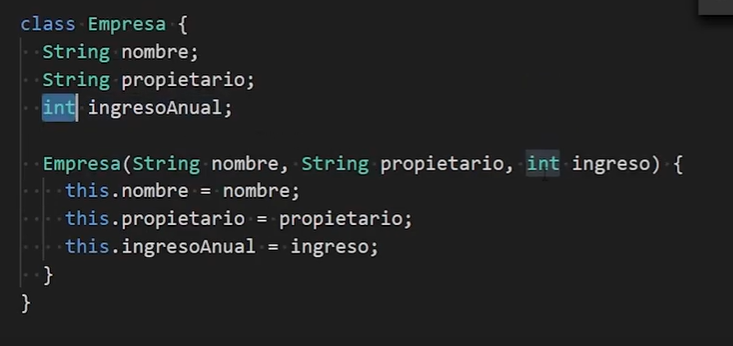 class Empresa {
String nombre;
String propietario;
int ingresoAnual;
Empresa(String nombre, String propietario, int ingreso) {
this.nombre = nombre;
this.propietario = propietario;
this.ingresoAnual = ingreso;
}
}